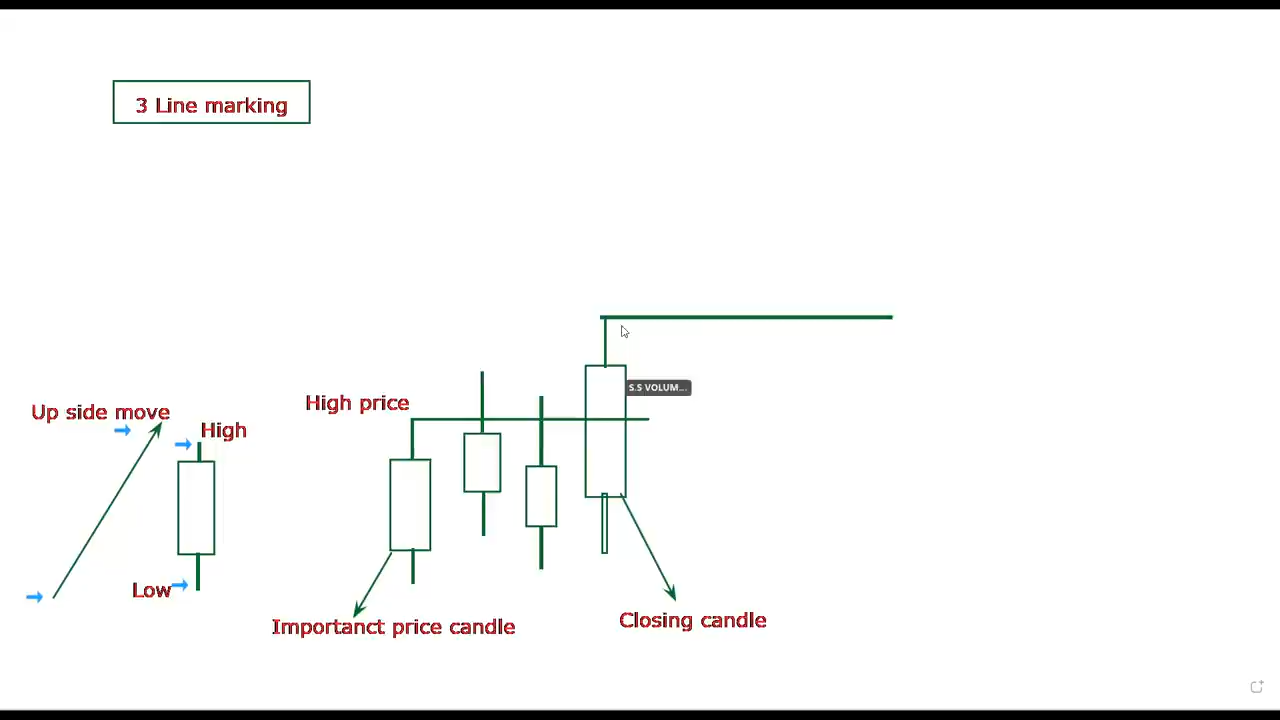 3 Line marking
S.S VOLUM...
High price
Up side move
High
Low
Importanct price candle
Closing candle